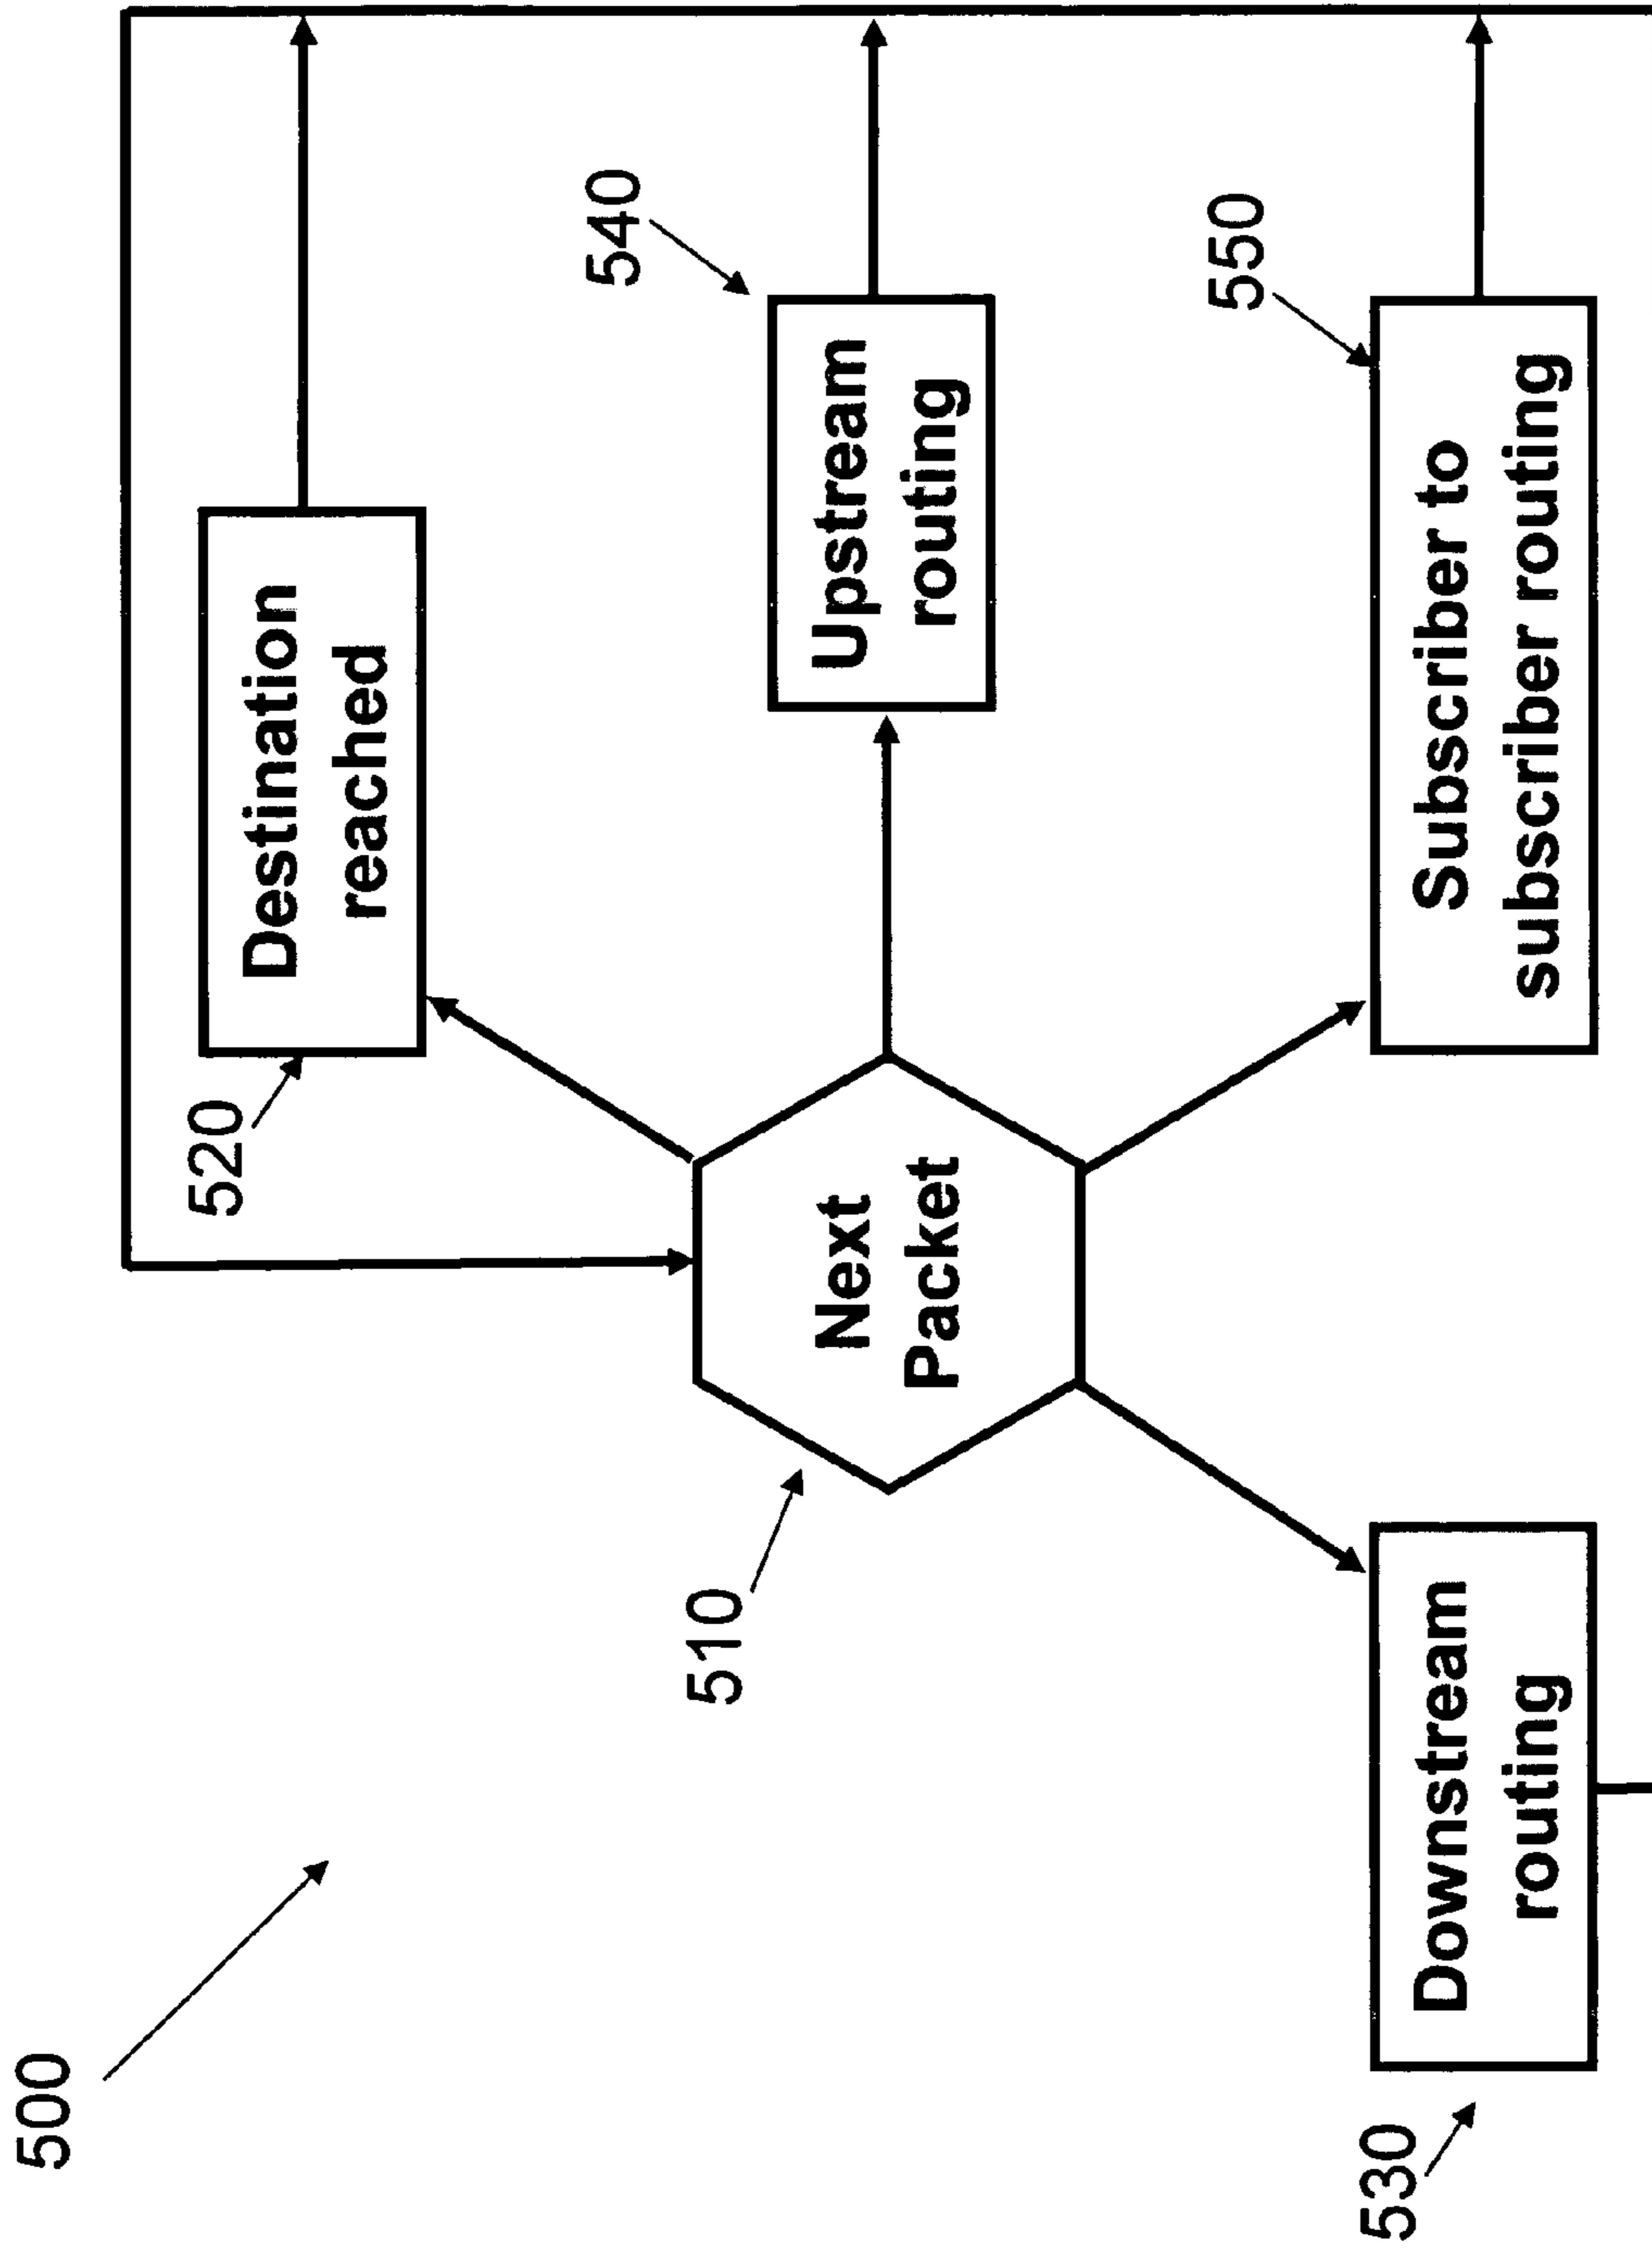 500
520
Destination
reached
510
Next
Packet
540
Upstream
routing
530
Downstream
routing
550
Subscriber to
subscriber routing